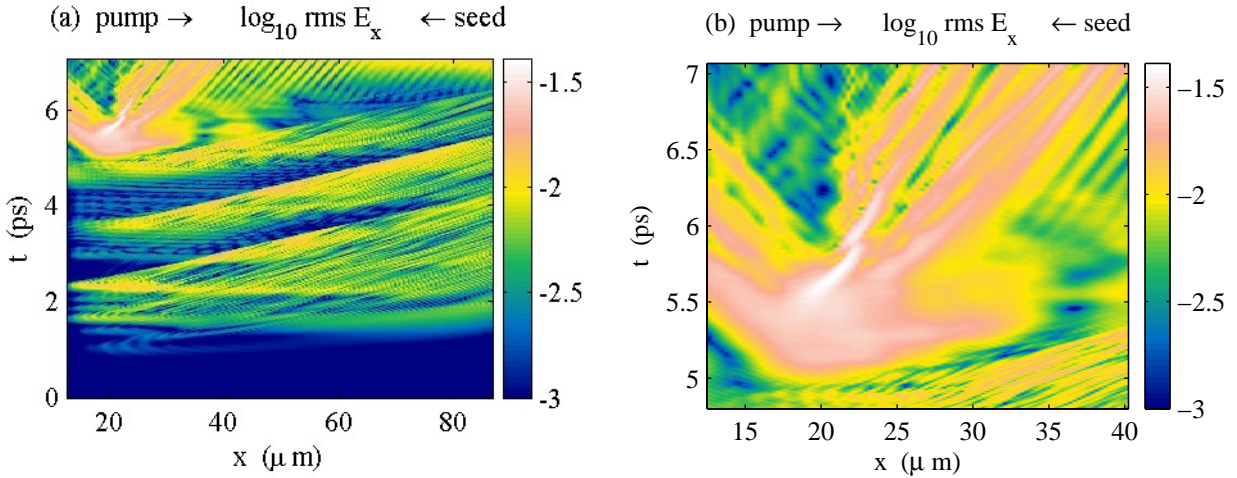 (a) pump → log10 rms Ex ← seed
6
4
2
0
t (ps)
20 40 60 80
x (μ m)
-1.5
-2
-2.5
-3
(b) pump → log10 rms Ex ← seed
7
6.5
6
5.5
5
t (ps)
15 20 25 30 35 40
x (μ m)
−1.5
−2
−2.5
−3